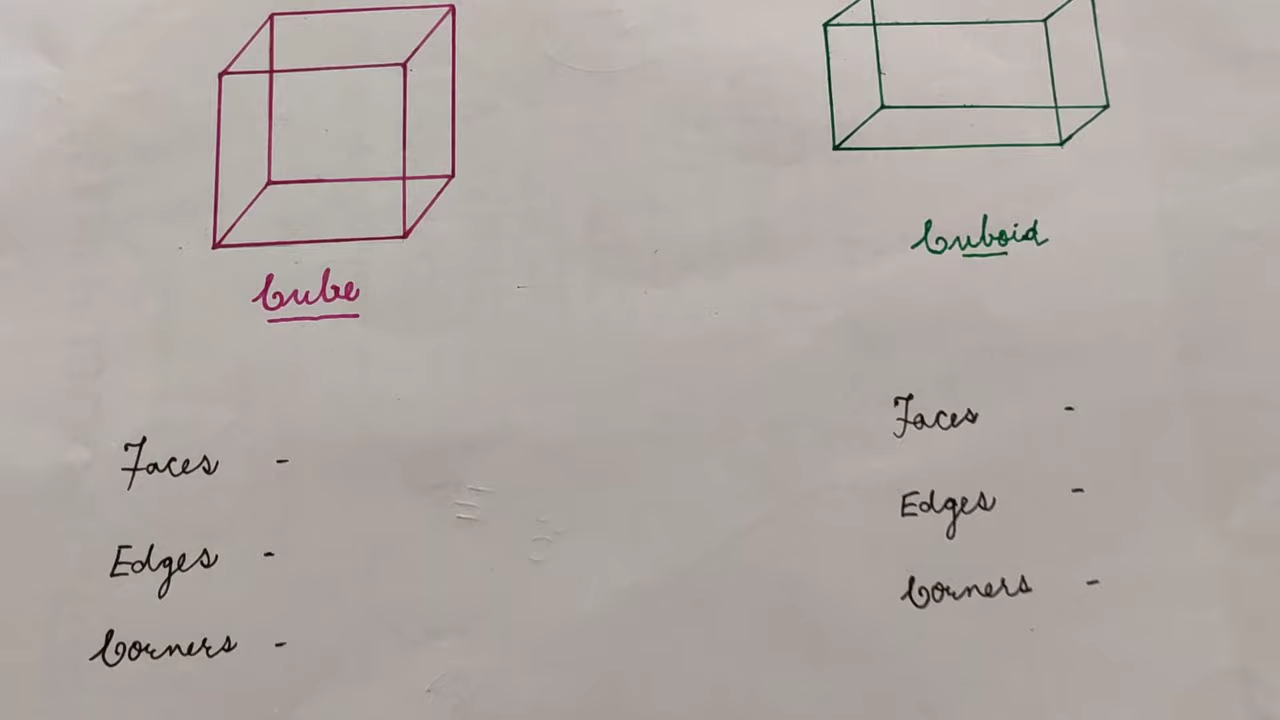 Cube
Cuboid
Faces -
Edges -
Corners -
Faces -
Edges -
Corners -